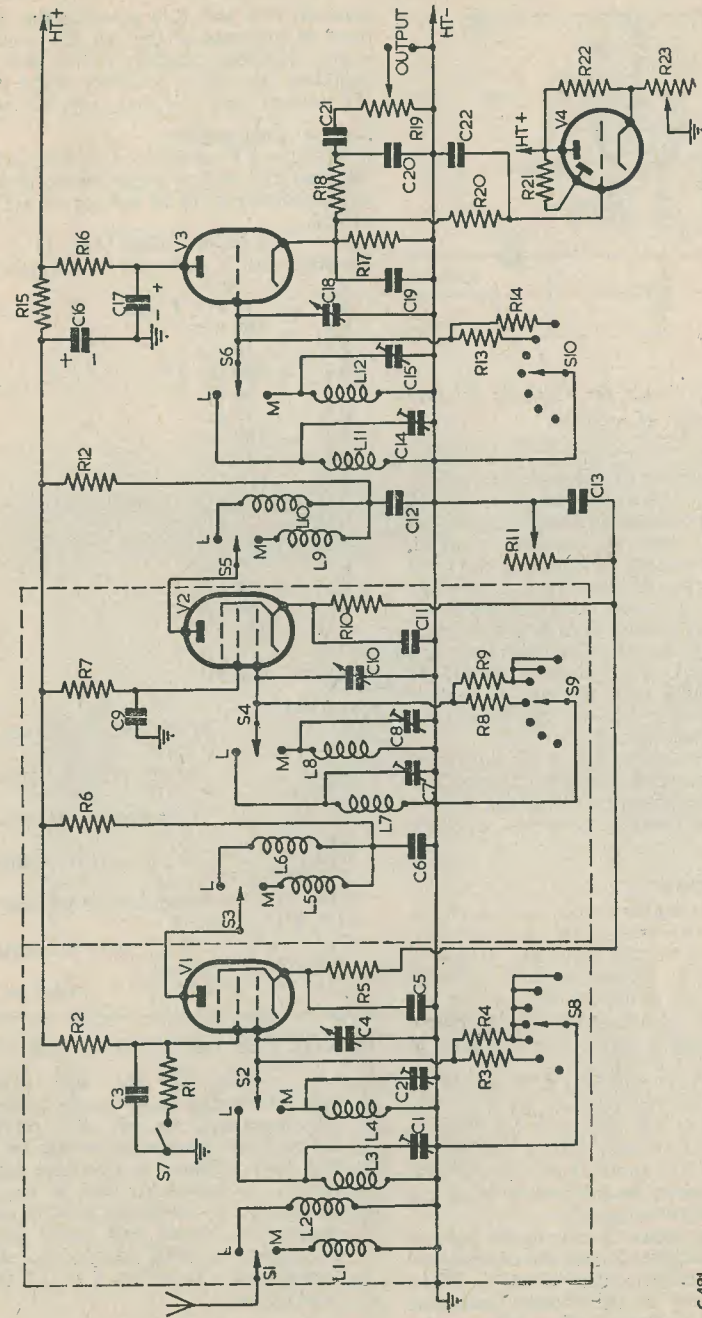 HT+
R15
R2
R6
R7
R12
C16
R16
C3
C9
C17
R1
S7
V1
V2
V3
S3
S5
L
L
L
L
L
L
S1
M
S2
M
M
S4
M
M
S6
M
L1
L2
L3
C1
L4
C2
C4
C5
R5
L5
L6
C6
L7
C7
L8
C8
C10
C11
R10
L9
L10
C12
L11
C14
L12
C15
C18
C19
R17
R18
C20
C21
R19
OUTPUT
HT-
R3
R4
S8
R8
R9
S9
R11
C13
R13
R14
S10
R20
C22
HT+
R21
V4
R22
R23